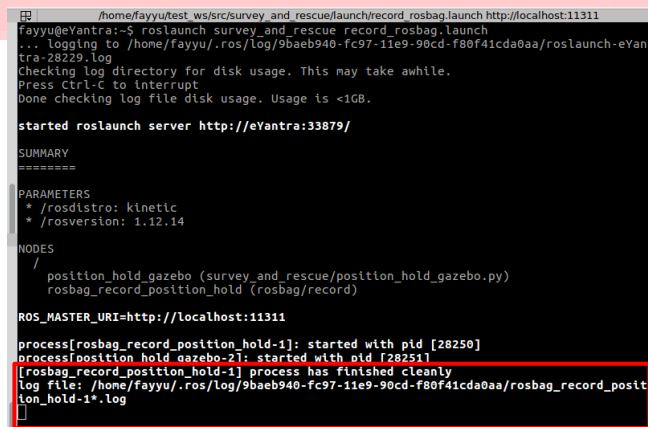 /home/fayyu/test_ws/src/survey_and_rescue/launch/record_rosbag.launch http://localhost:11311
fayyu@eYantra:~$ roslaunch survey_and_rescue record_rosbag.launch
... logging to /home/fayyu/.ros/log/9baeb940-fc97-11e9-90cd-f80f41cda0aa/roslaunch-eYan
tra-28229.log
Checking log directory for disk usage. This may take awhile.
Press Ctrl-C to interrupt
Done checking log file disk usage. Usage is <1GB.
started roslaunch server http://eYantra:33879/
SUMMARY
========
PARAMETERS
* /rosdistro: kinetic
* /rosversion: 1.12.14
NODES
/
position_hold_gazebo (survey_and_rescue/position_hold_gazebo.py)
rosbag_record_position_hold (rosbag/record)
ROS_MASTER_URI=http://localhost:11311
process[rosbag_record_position_hold-1]: started with pid [28250]
process[position_hold_gazebo-2]: started with pid [28251]
[rosbag_record_position_hold-1] process has finished cleanly
log file: /home/fayyu/.ros/log/9baeb940-fc97-11e9-90cd-f80f41cda0aa/rosbag_record_posit
ion_hold-1*.log